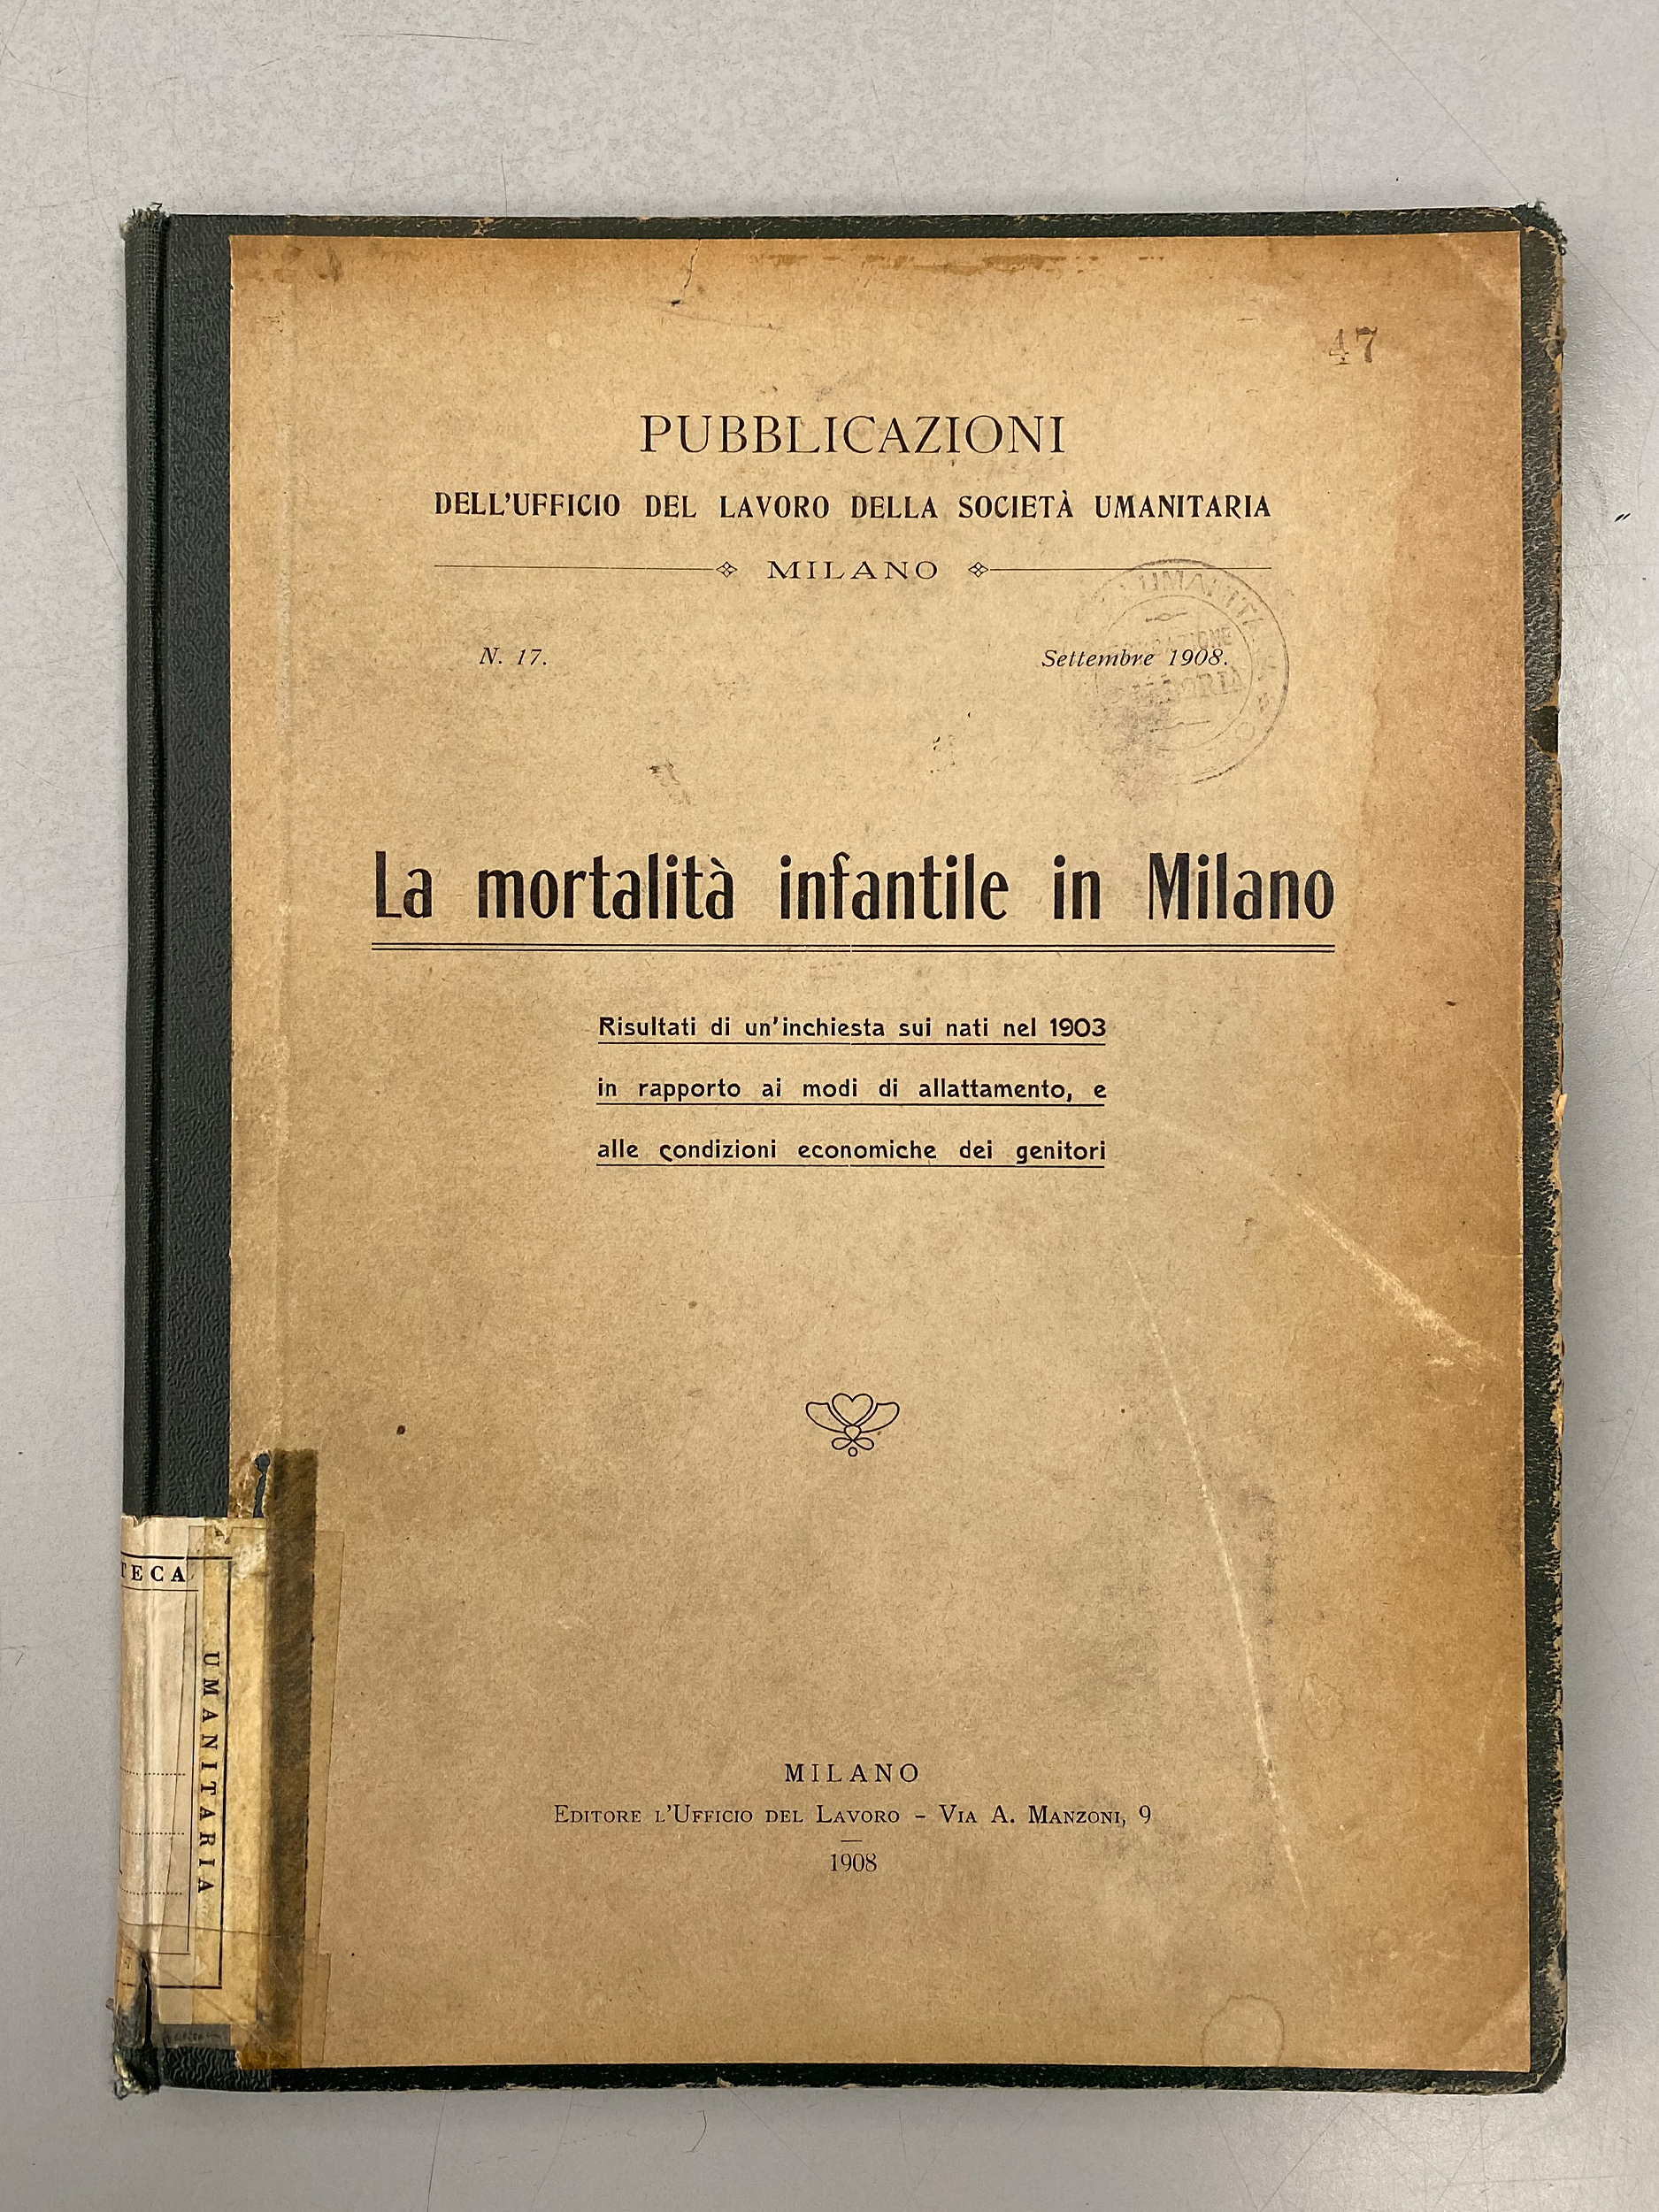 47
PUBBLICAZIONI
DELL'UFFICIO DEL LAVORO DELLA SOCIETÀ UMANITARIA
MILANO
N. 17.
Settembre 1908.
La mortalità infantile in Milano
Risultati di un'inchiesta sui nati nel 1903
in rapporto ai modi di allattamento, e
alle condizioni economiche dei genitori
TECA
UMANITARIA
MILANO
EDITORE L'UFFICIO DEL LAVORO – VIA A. MANZONI, 9
1908